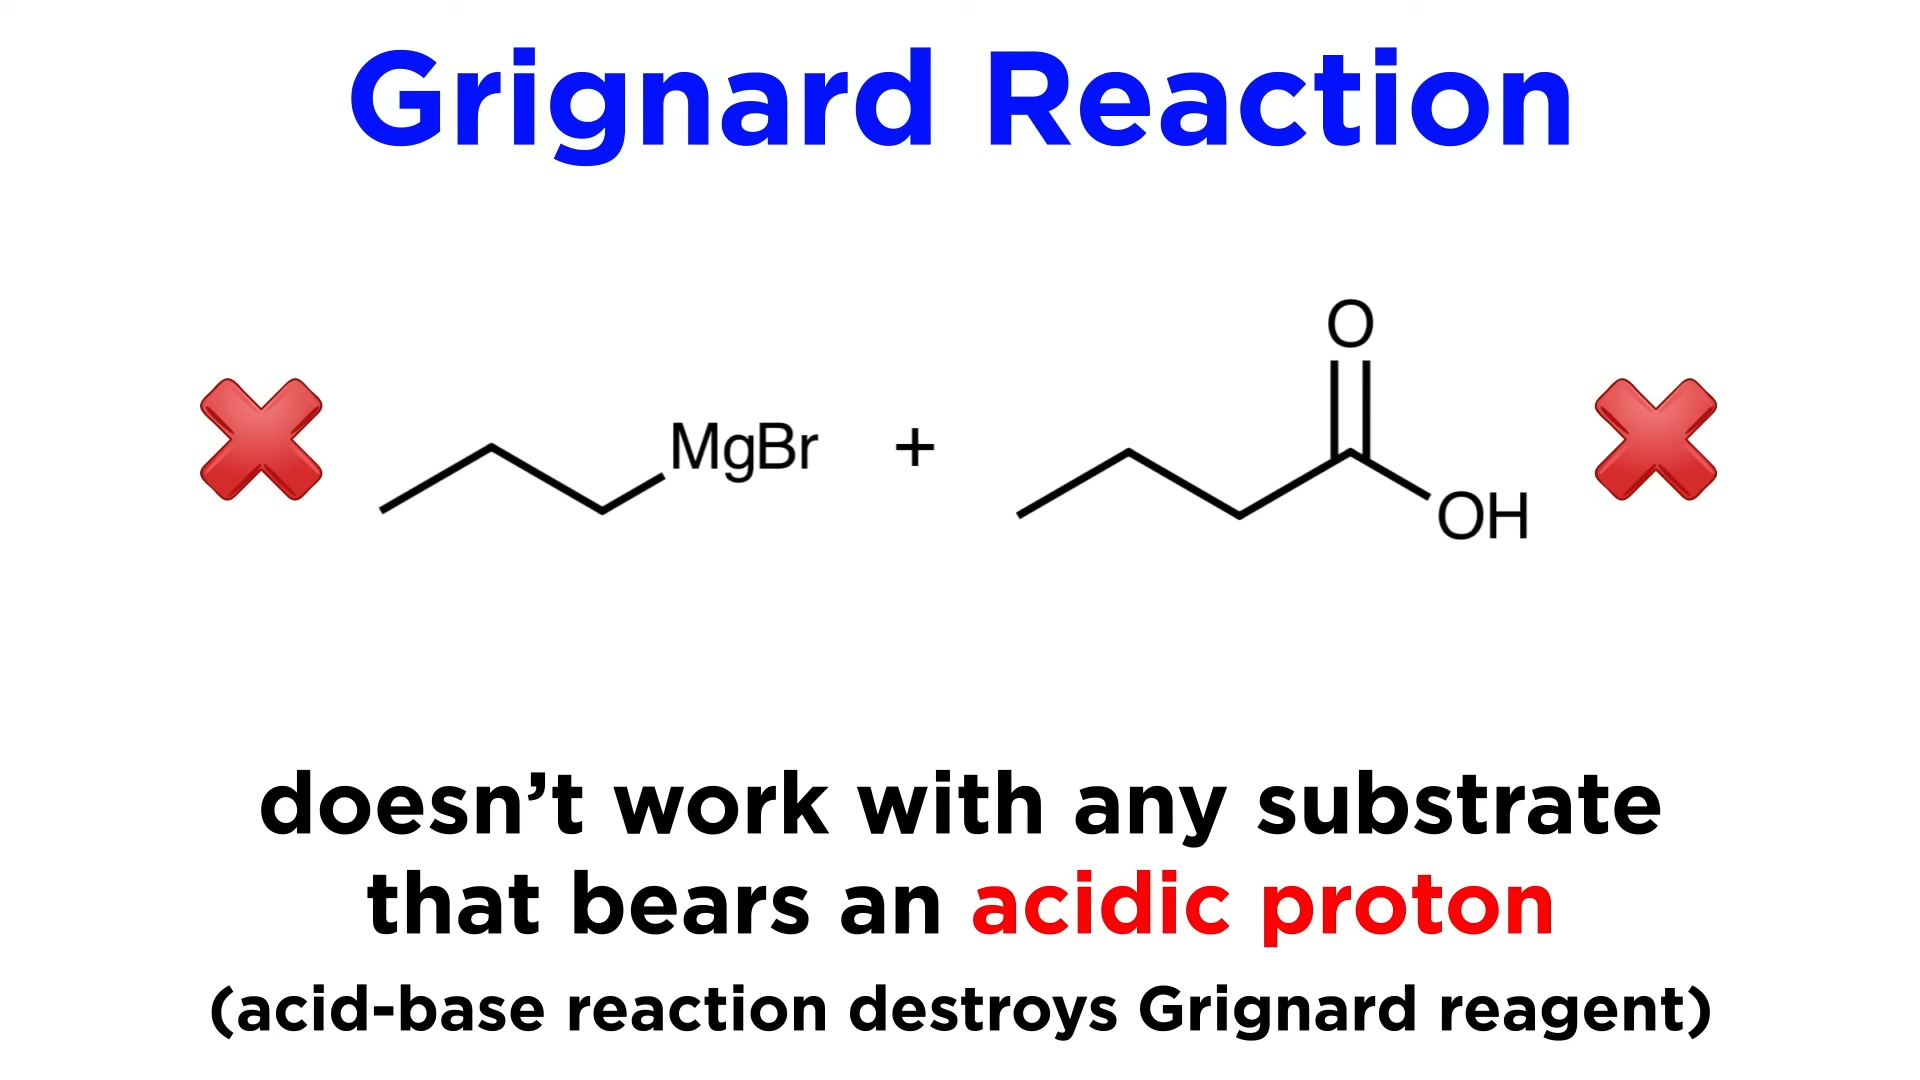 Grignard Reaction
O
MgBr + OH
doesn’t work with any substrate
that bears an acidic proton
(acid-base reaction destroys Grignard reagent)